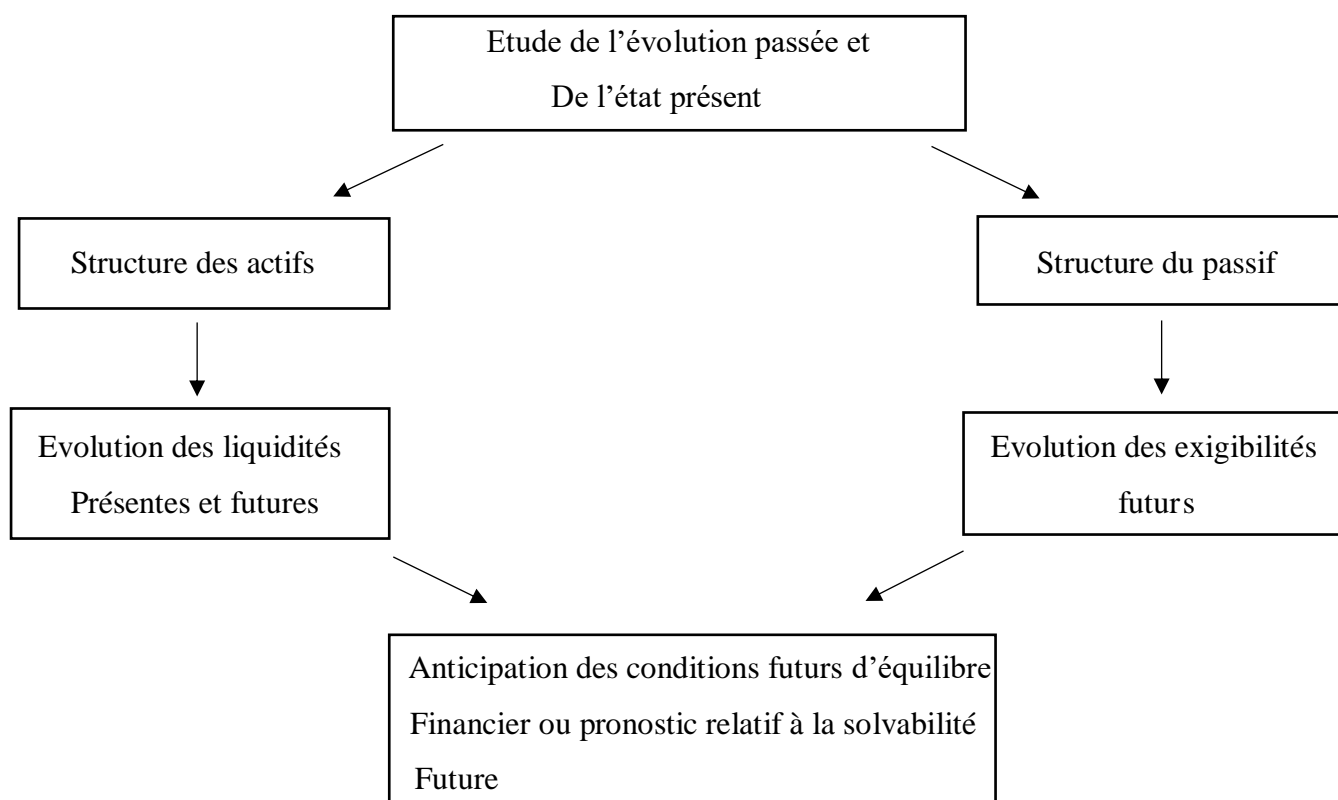 Etude de l’évolution passée et
De l’état présent
Structure des actifs
Structure du passif
Evolution des liquidités
Présentes et futures
Evolution des exigibilités
futurs
Anticipation des conditions futurs d’équilibre
Financier ou pronostic relatif à la solvabilité
Future